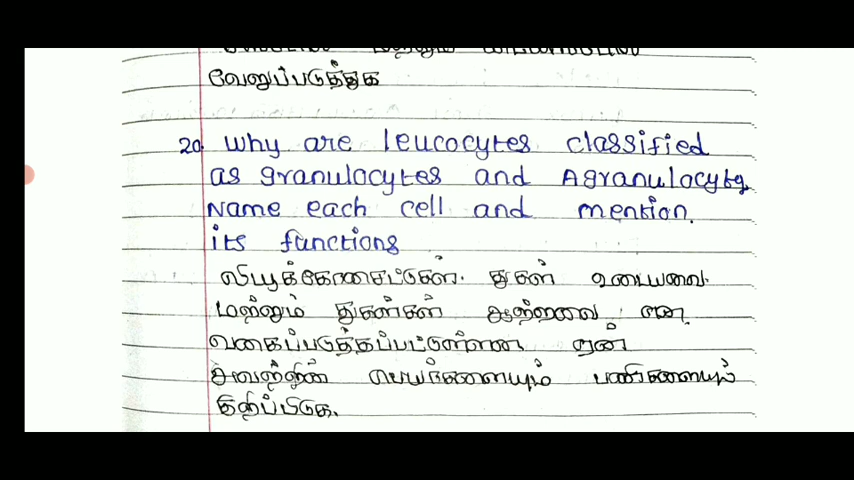 வேறுப்படுத்துக
20. Why are leucocytes classified
as granulocytes and Agranulocytes
Name each cell and mention.
its functions
லியூக்கோசைட்டுகள். துகள் உடையவை.
மற்றும் துகள்கள் அற்றவை என
வகைப்படுத்தப்பட்டுள்ளன ஏன்
அவற்றின் பெயர்களையும் பணிகளையும்
குறிப்பிடுக.